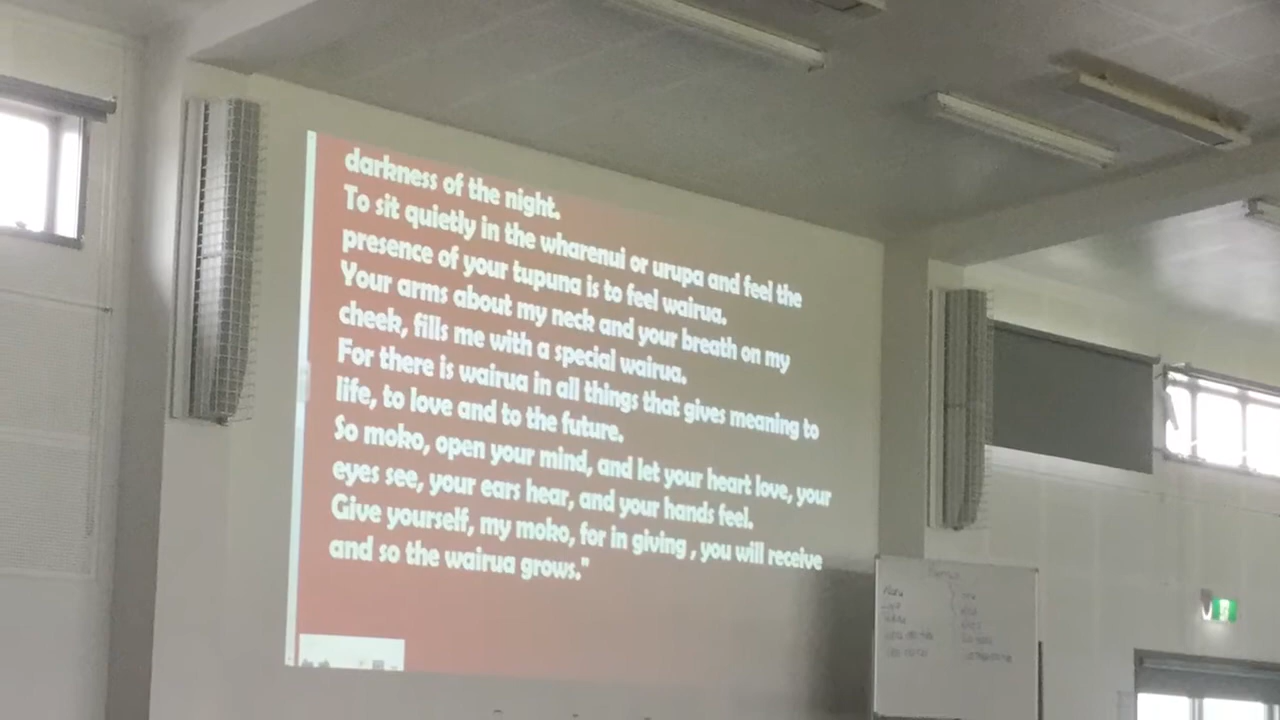 darkness of the night.
To sit quietly in the wharenui or urupa and feel the
presence of your tupuna is to feel wairua.
Your arms about my neck and your breath on my
cheek, fills me with a special wairua.
For there is wairua in all things that gives meaning to
life, to love and to the future.
So moko, open your mind, and let your heart love, your
eyes see, your ears hear, and your hands feel.
Give yourself, my moko, for in giving , you will receive
and so the wairua grows."